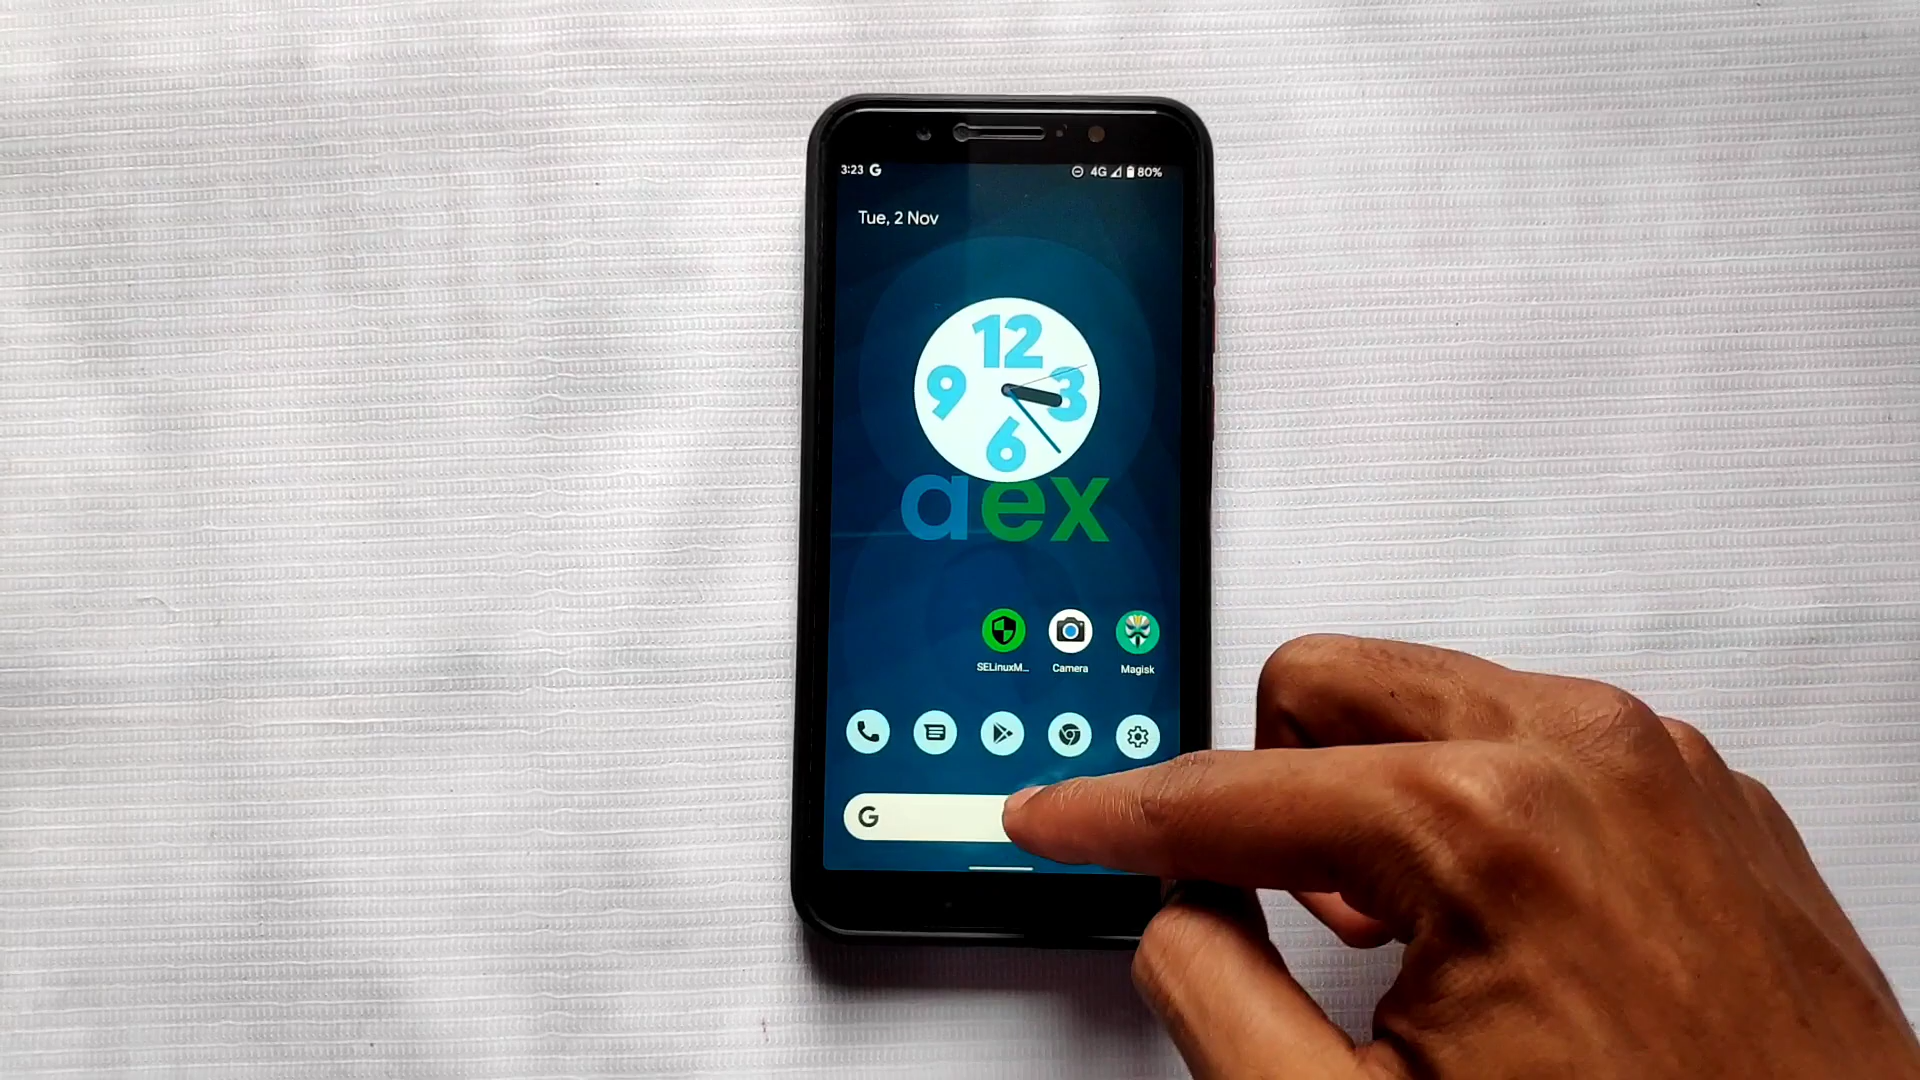 3:23 G 4G 80%
Tue, 2 Nov
12
9 3
6
aex
SELinuxM... Camera Magisk
G